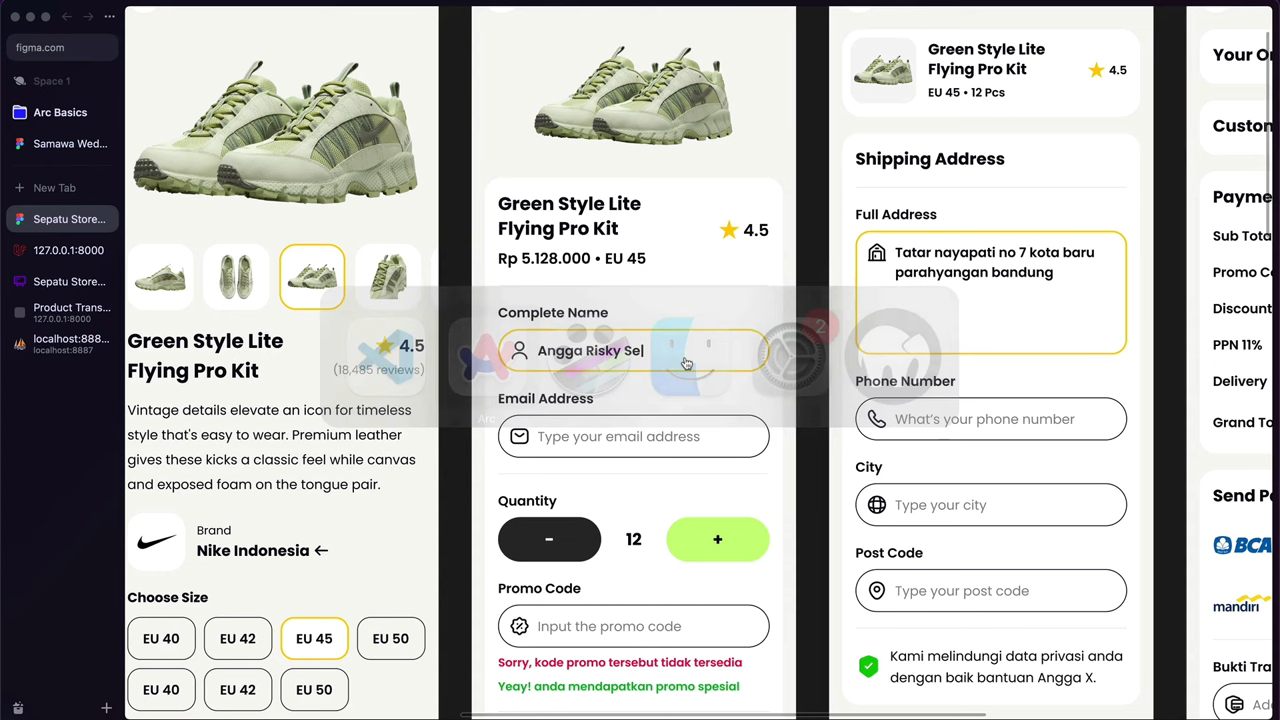 figma.com
Space 1
Arc Basics
Samawa Wed...
New Tab
Sepatu Store...
127.0.0.1:8000
Sepatu Store...
Product Trans...
127.0.0.1:8000
localhost:888...
localhost:8887
Green Style Lite
Flying Pro Kit
4.5
(18,485 reviews)
Vintage details elevate an icon for timeless
style that's easy to wear. Premium leather
gives these kicks a classic feel while canvas
and exposed foam on the tongue pair.
Brand
Nike Indonesia
Choose Size
EU 40
EU 42
EU 45
EU 50
EU 40
EU 42
EU 50
Green Style Lite
Flying Pro Kit
4.5
Rp 5.128.000 • EU 45
Complete Name
Angga Risky Se
Arc
Email Address
Type your email address
Quantity
-
12
+
Promo Code
Input the promo code
Sorry, kode promo tersebut tidak tersedia
Yeay! anda mendapatkan promo spesial
Green Style Lite
Flying Pro Kit
4.5
EU 45 • 12 Pcs
Shipping Address
Full Address
Tatar nayapati no 7 kota baru
parahyangan bandung
2
Phone Number
What's your phone number
City
Type your city
Post Code
Type your post code
Kami melindungi data privasi anda
dengan baik bantuan Angga X.
Your Or
Custon
Payme
Sub Tota
Promo C
Discount
PPN 11%
Delivery
Grand To
Send Pa
BCA
mandiri
Bukti Tra
Add